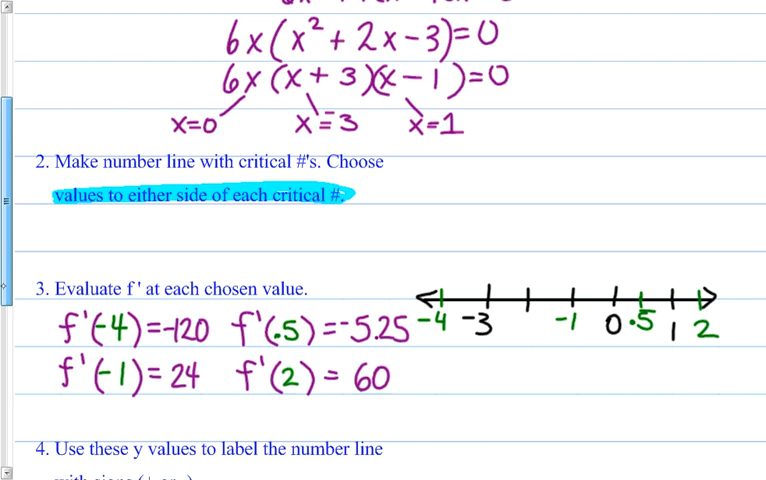 6x(x² + 2x - 3)=0
6x(x + 3)(x - 1)=0
x=0 x=-3 x=1
2. Make number line with critical #'s. Choose
values to either side of each critical #.
3. Evaluate f ' at each chosen value.
f'(-4)=-120 f'(.5)=-5.25
-4 -3 -1 0 .5 1 2
f'(-1)=24 f'(2)=60
4. Use these y values to label the number line